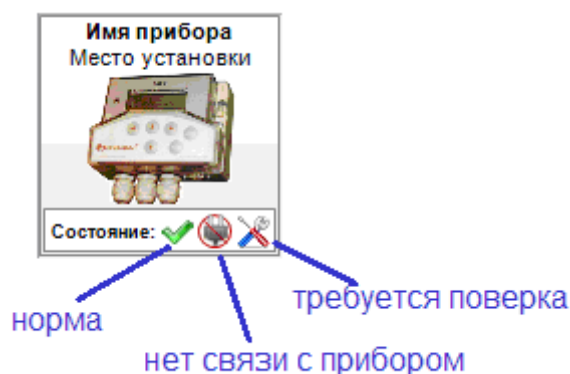 Имя прибора
Место установки
Состояние:
требуется поверка
норма
нет связи с прибором